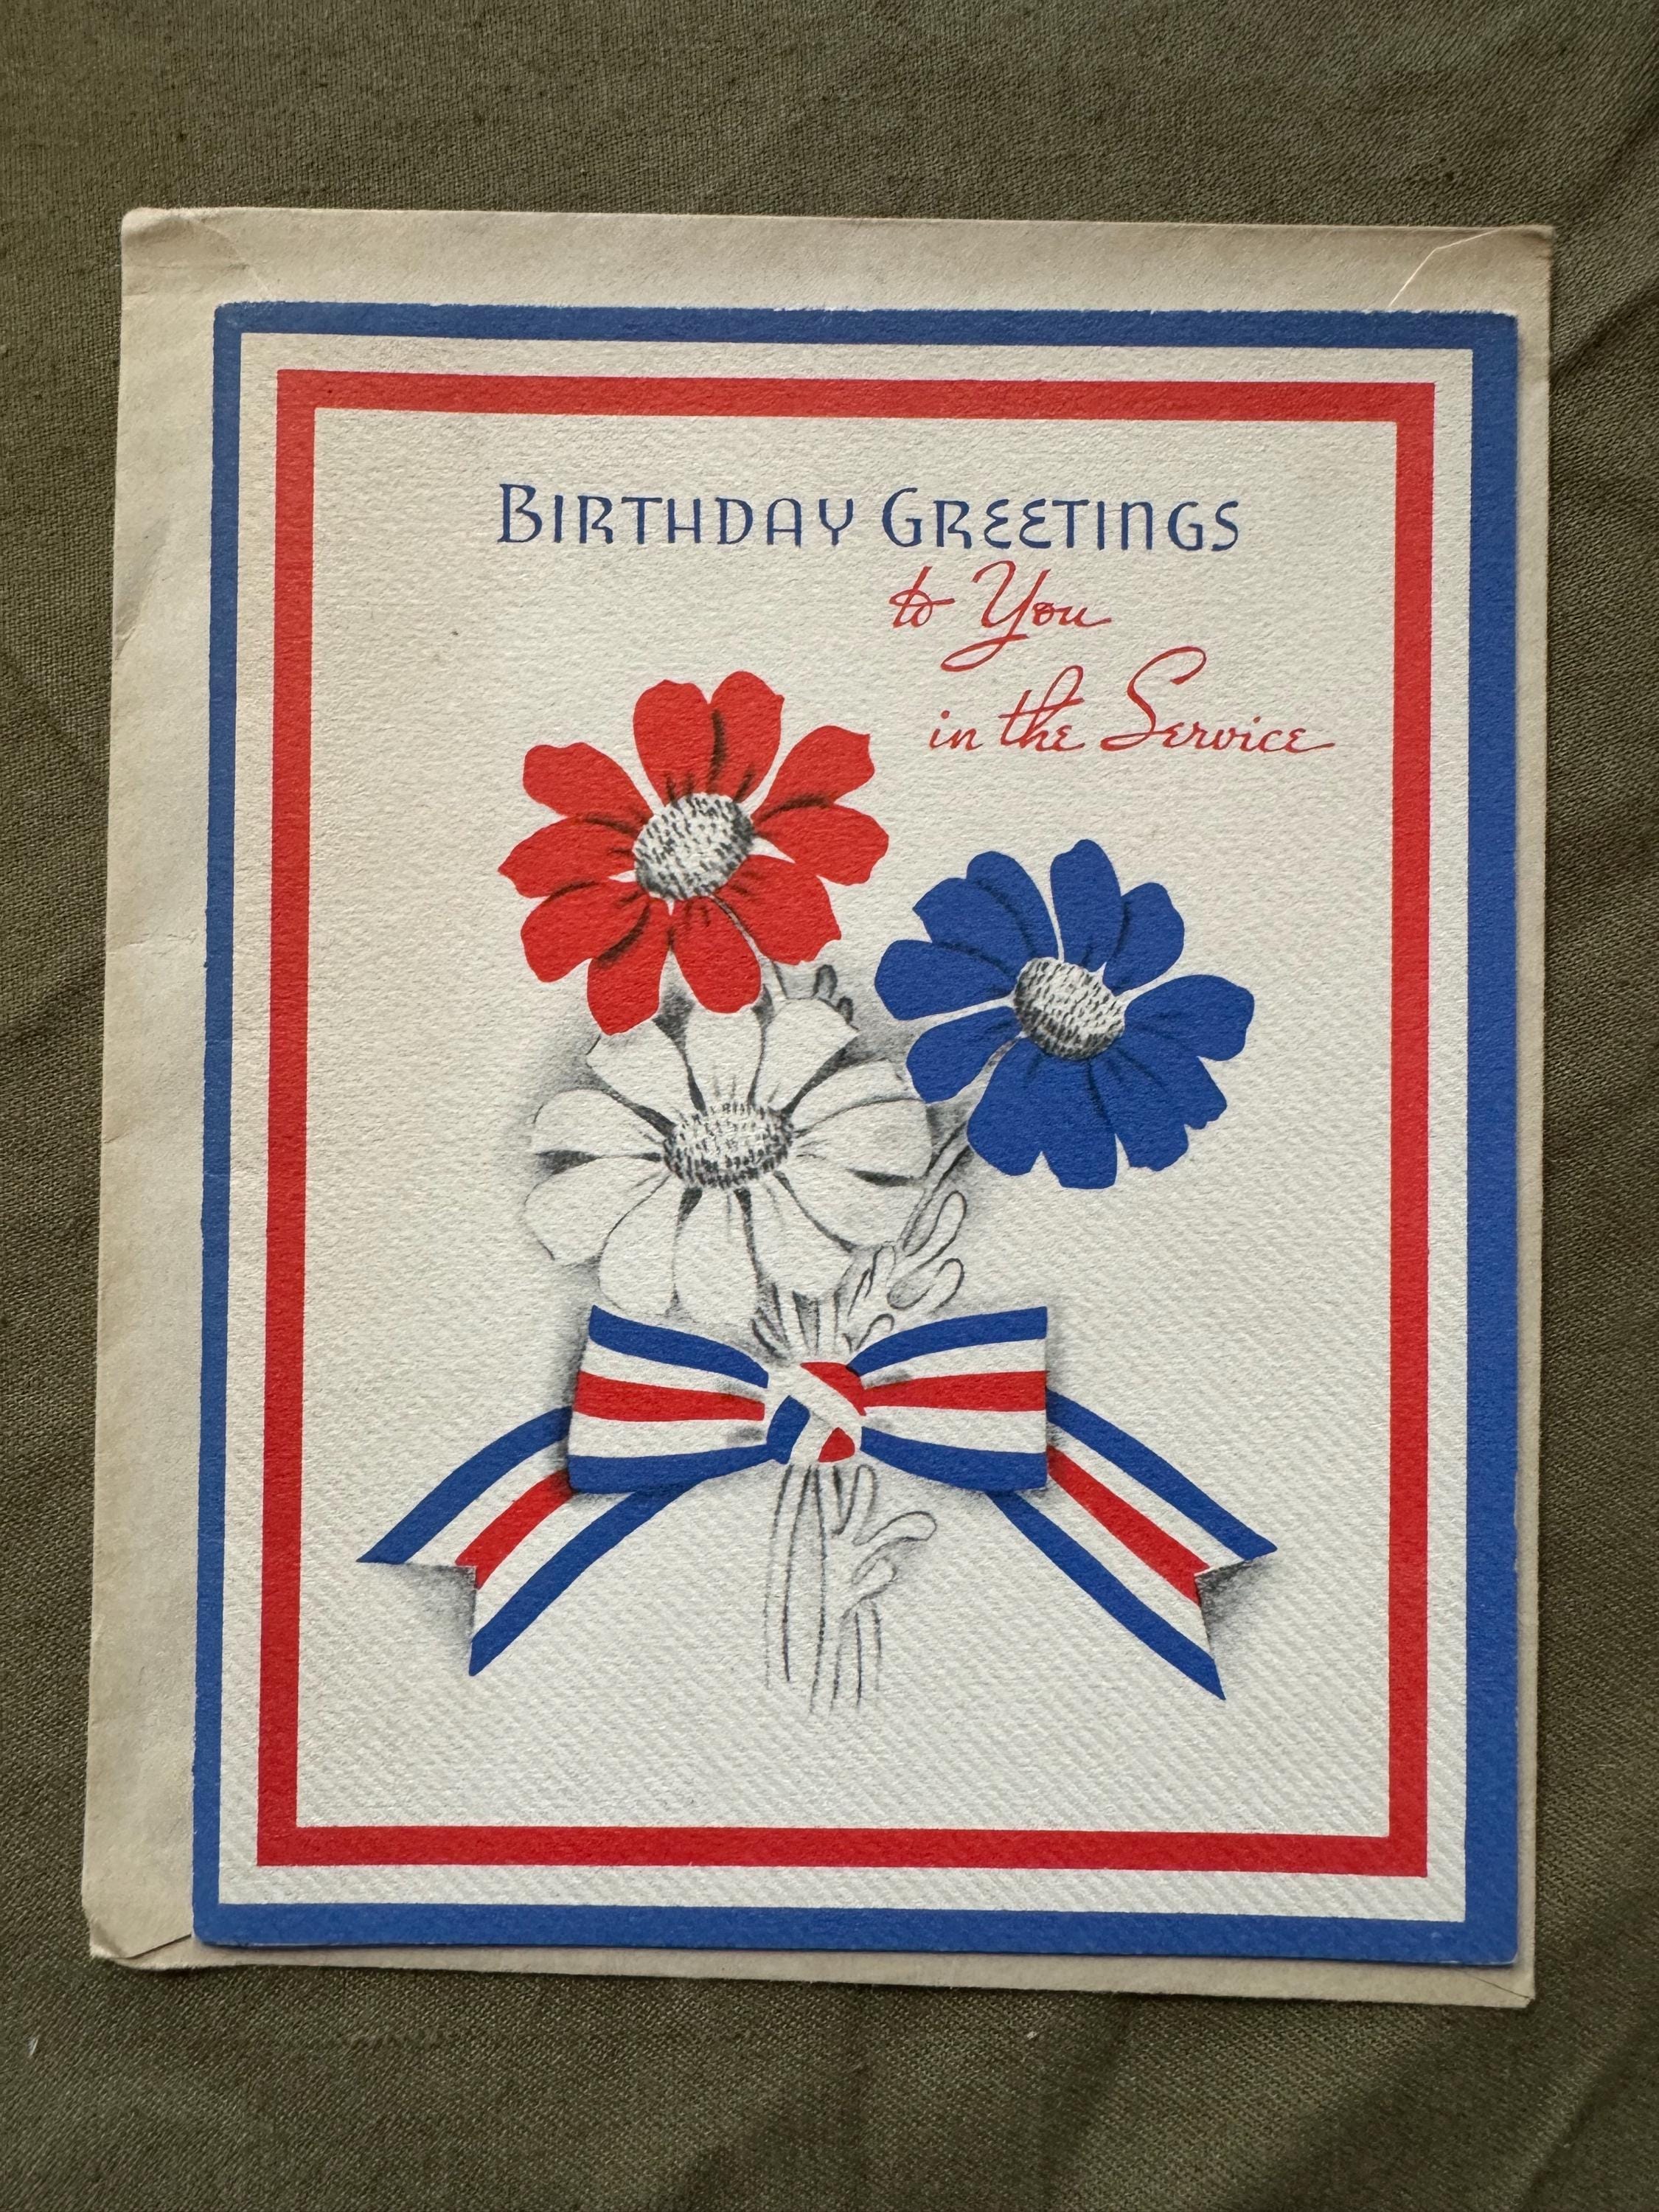 BIRTHDAY GREETINGS
to You
in the Service